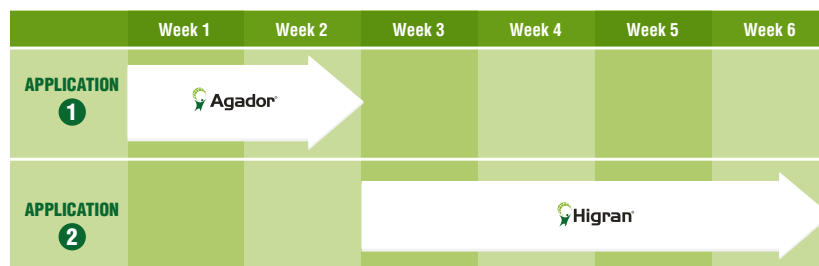 Week 1 Week 2 Week 3 Week 4 Week 5 Week 6
APPLICATION
1
Agador
APPLICATION
2
Higran